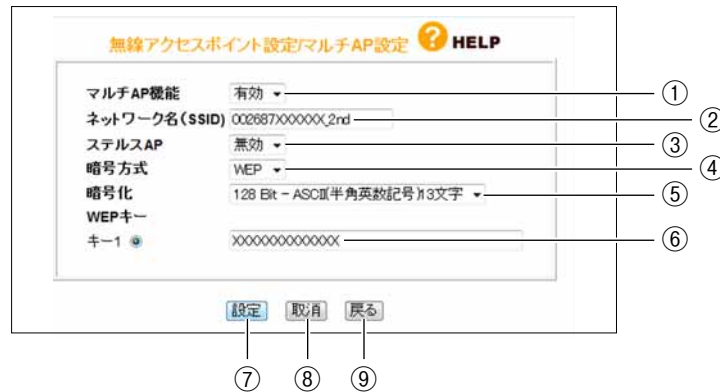 無線アクセスポイント設定/マルチAP設定 ? HELP
マルチAP機能 有効 ①
ネットワーク名(SSID) 002687XXXXXX_2nd ②
ステルスAP 無効 ③
暗号方式 WEP ④
暗号化 128 Bit - ASCII(半角英数記号)13文字 ⑤
WEPキー
キー1 XXXXXXXXXXXXX ⑥
設定 取消 戻る
⑦ ⑧ ⑨